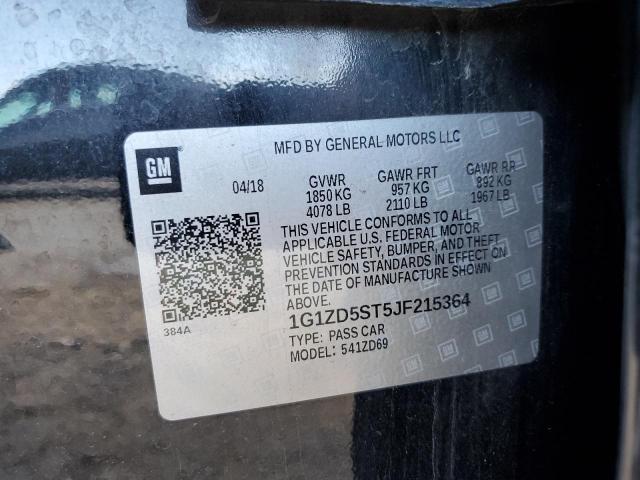 MFD BY GENERAL MOTORS LLC
GM
04/18
GVWR
1850 KG
4078 LB
GAWR FRT
957 KG
2110 LB
GAWR RR
892 KG
1967 LB
THIS VEHICLE CONFORMS TO ALL
APPLICABLE U.S. FEDERAL MOTOR
VEHICLE SAFETY, BUMPER, AND THEFT
PREVENTION STANDARDS IN EFFECT ON
THE DATE OF MANUFACTURE SHOWN
ABOVE.
384A
1G1ZD5ST5JF215364
TYPE: PASS CAR
MODEL: 541ZD69